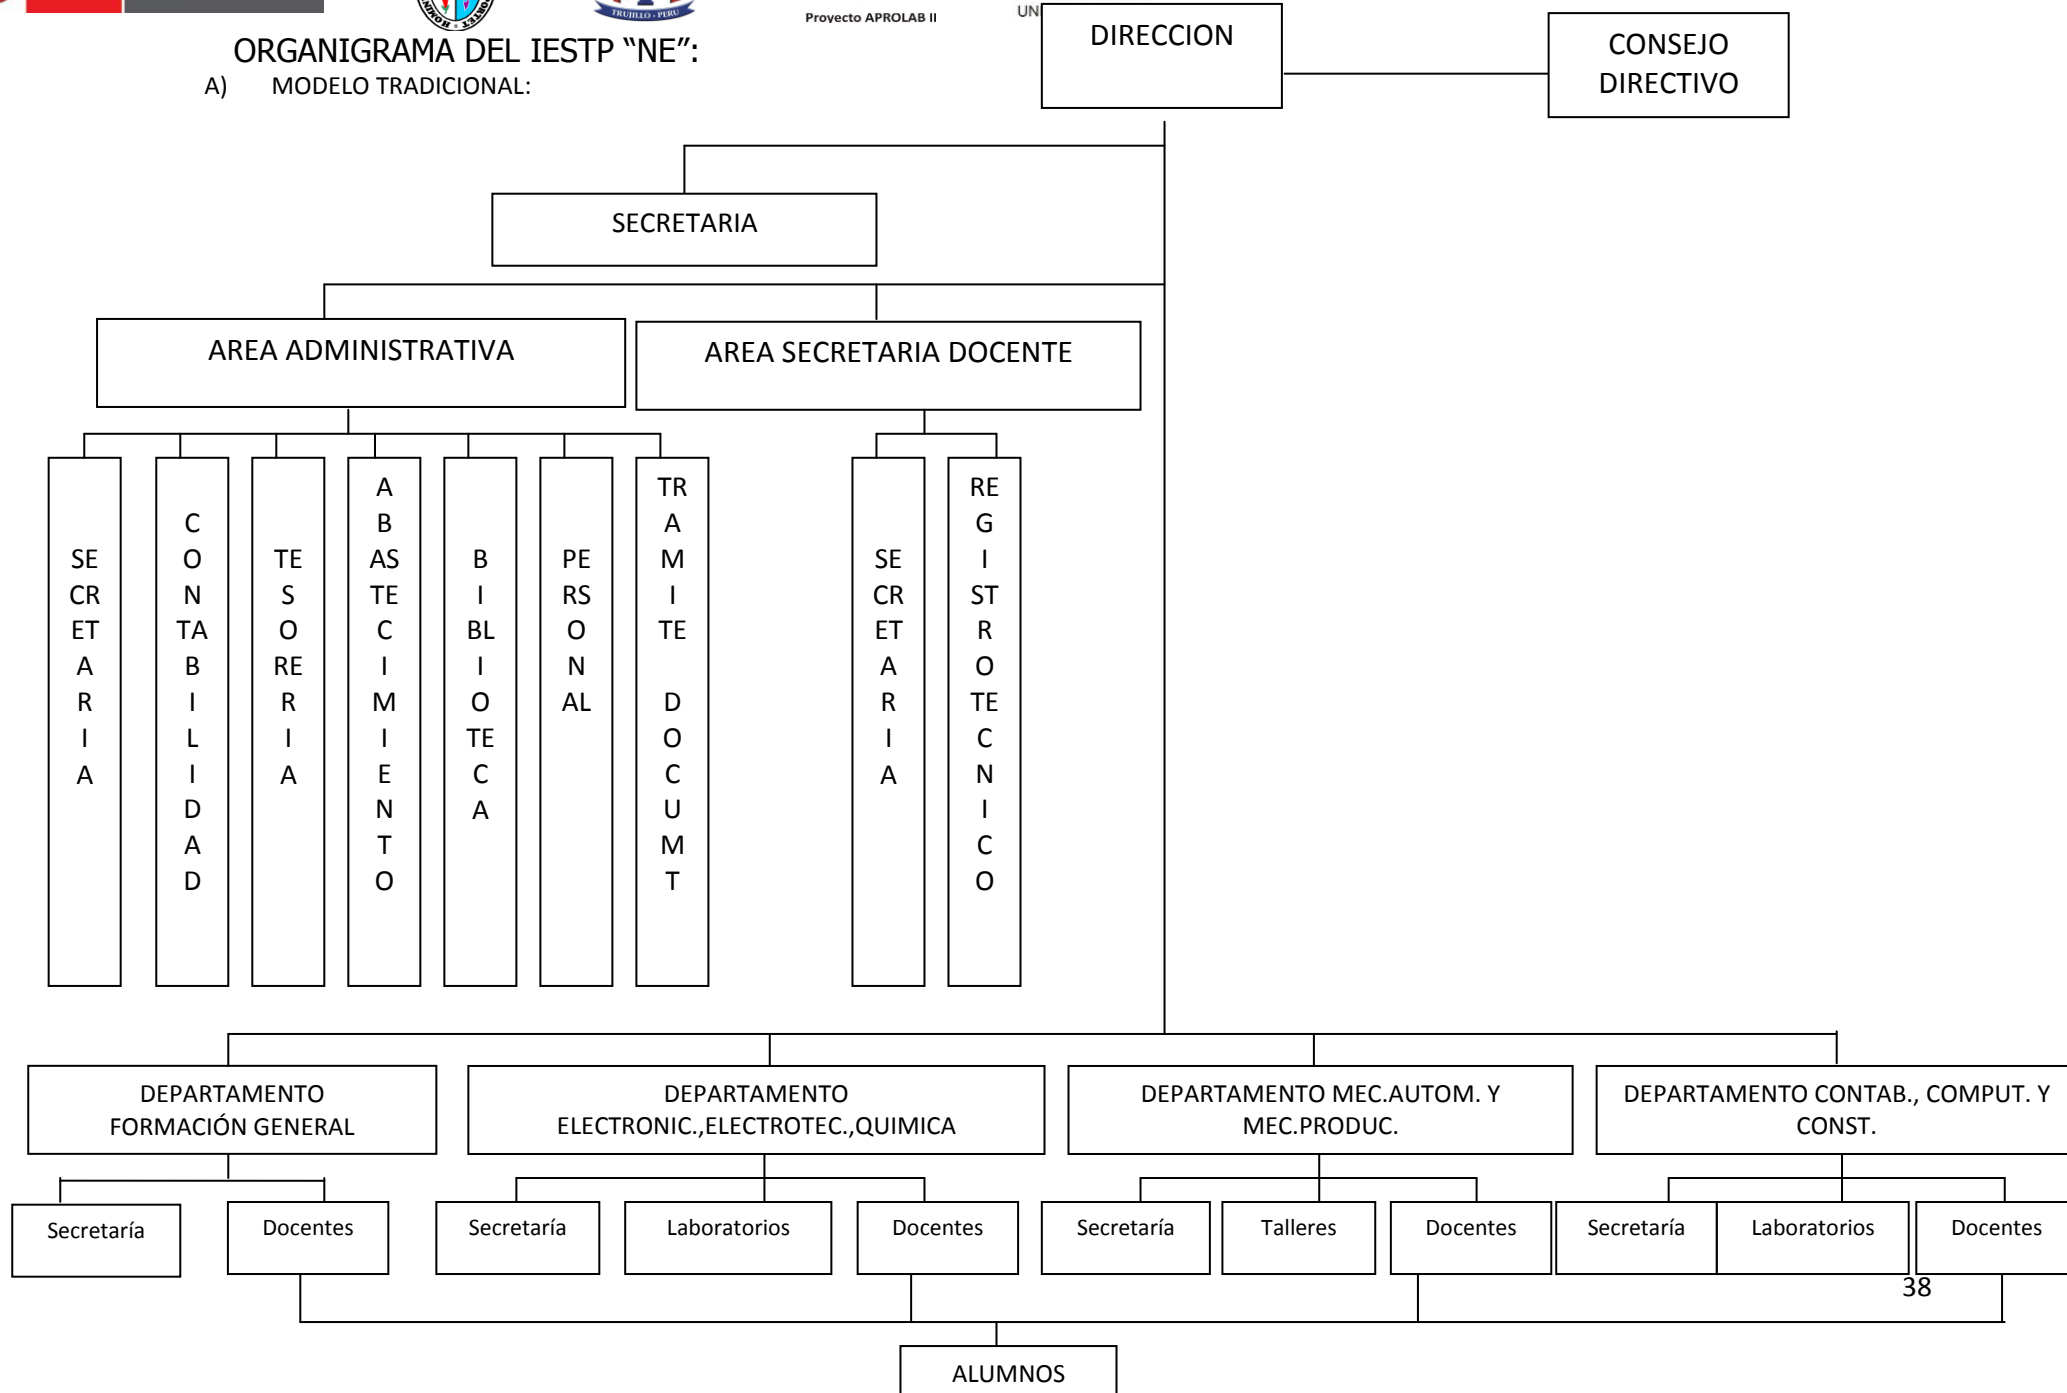 TRUJILLO - PERU
Proyecto APROLAB II
ORGANIGRAMA DEL IESTP “NE”:
A) MODELO TRADICIONAL:
DIRECCION
CONSEJO
DIRECTIVO
SECRETARIA
AREA ADMINISTRATIVA
AREA SECRETARIA DOCENTE
SE
CR
ET
A
R
I
A
C
O
N
TA
B
I
L
I
D
A
D
TE
S
O
RE
R
I
A
A
B
AS
TE
C
I
M
I
E
N
T
O
B
I
BL
I
O
TE
C
A
PE
RS
O
N
AL
TR
A
M
I
TE
D
O
C
U
M
T
SE
CR
ET
A
R
I
A
RE
G
I
ST
R
O
TE
C
N
I
C
O
DEPARTAMENTO
FORMACIÓN GENERAL
DEPARTAMENTO
ELECTRONIC.,ELECTROTEC.,QUIMICA
DEPARTAMENTO MEC.AUTOM. Y
MEC.PRODUC.
DEPARTAMENTO CONTAB., COMPUT. Y
CONST.
Secretaría
Docentes
Secretaría
Laboratorios
Docentes
Secretaría
Talleres
Docentes
Secretaría
Laboratorios
Docentes
38
ALUMNOS